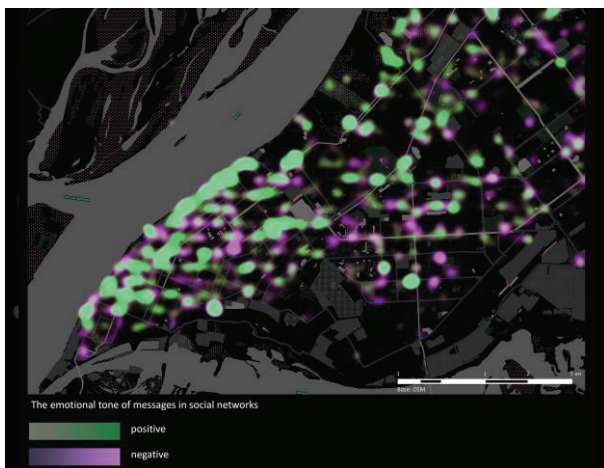 Base: OSM
The emotional tone of messages in social networks
positive
negative